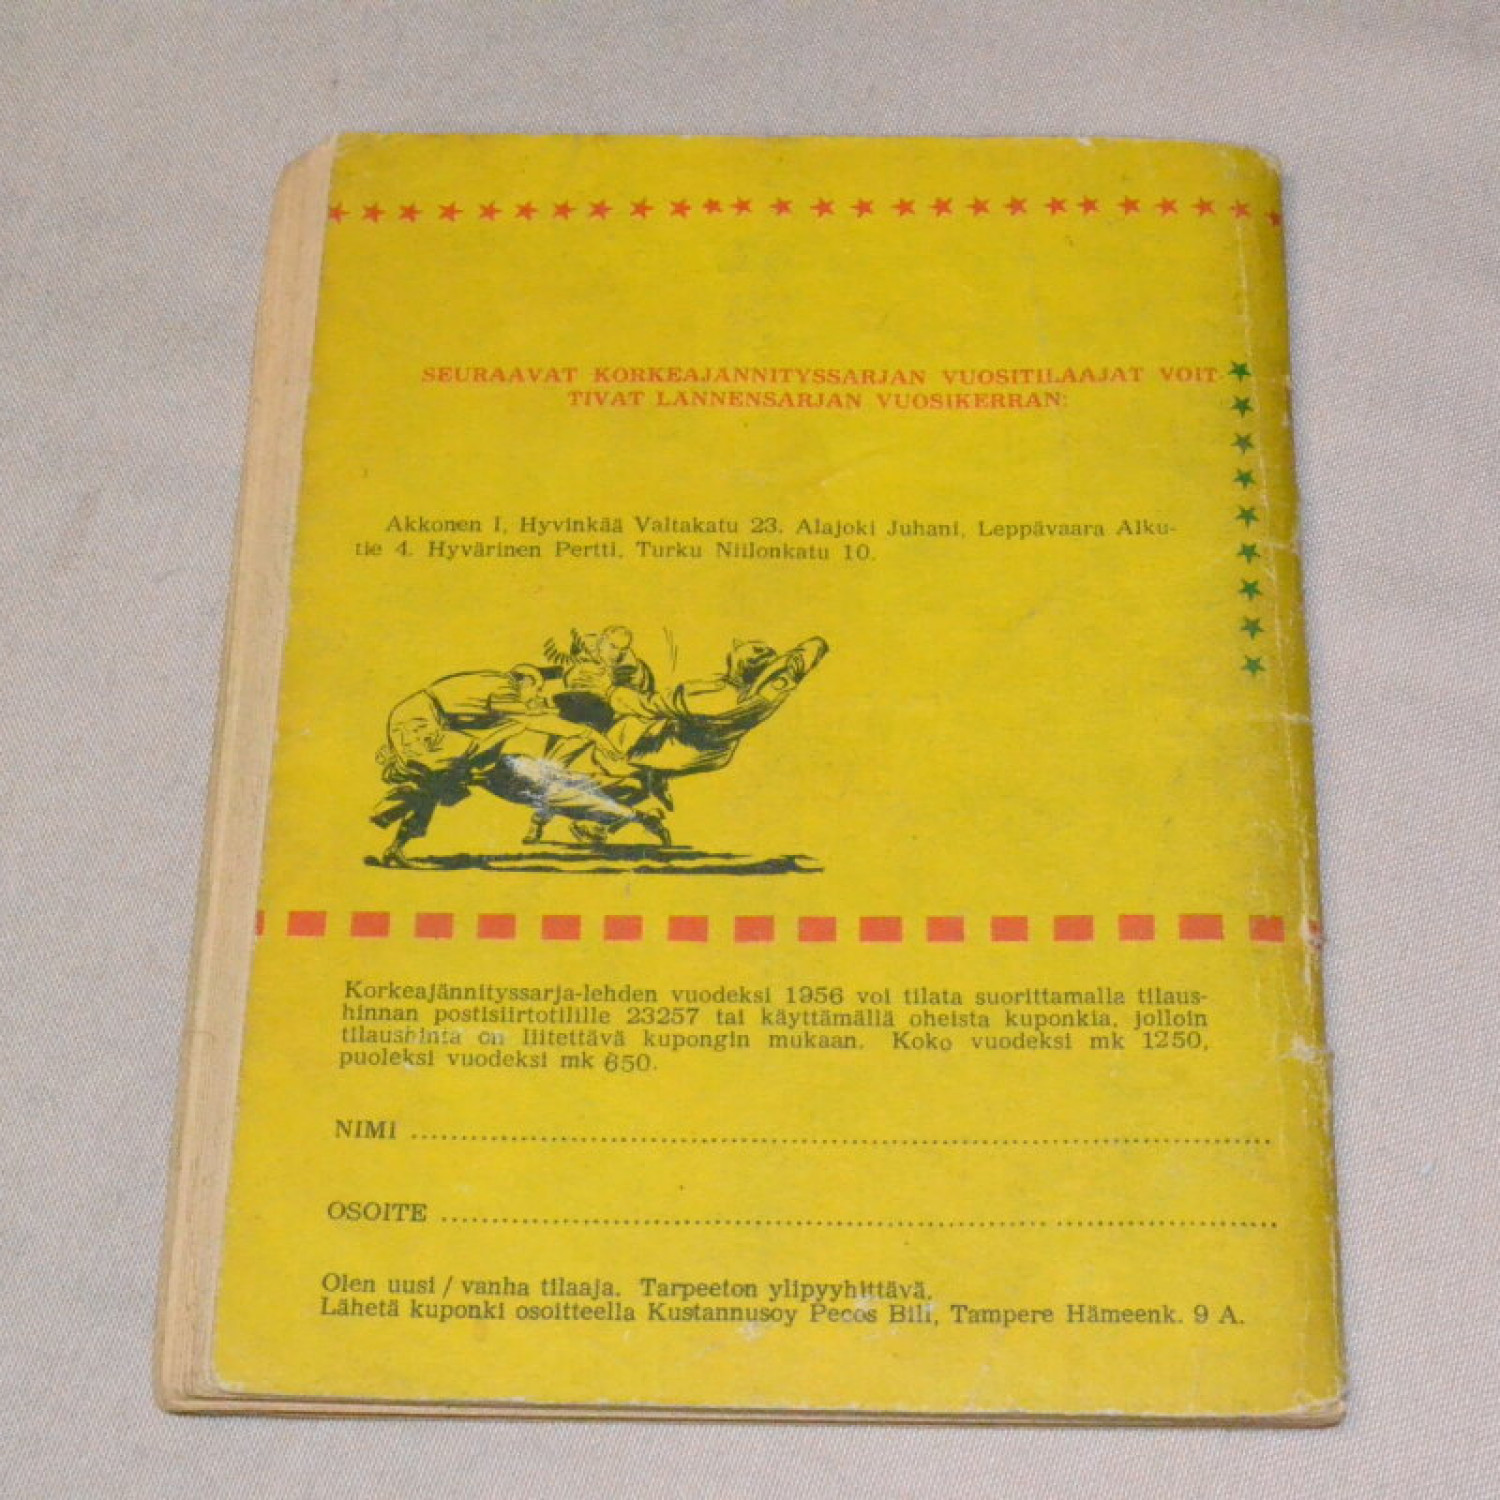 SEURAAVAT KORKEAJÄNNITYSSARJAN VUOSITILAAJAT VOIT-
TIVAT LÄNNENSARJAN VUOSIKERRAN:
Akkonen I, Hyvinkää Valtakatu 23. Alajoki Juhani, Leppävaara Alku-
tie 4. Hyvärinen Pertti, Turku Niilonkatu 10.
Korkeajännityssarja-lehden vuodeksi 1956 voi tilata suorittamalla tilaus-
hinnan postisiirtotilille 23257 tai käyttämällä oheista kuponkia, jolloin
tilaushinta on liitettävä kupongin mukaan. Koko vuodeksi mk 1250,
puoleksi vuodeksi mk 650.
NIMI
OSOITE
Olen uusi / vanha tilaaja. Tarpeeton ylipyyhittävä.
Lähetä kuponki osoitteella Kustannusoy Pecos Bill, Tampere Hämeenk. 9 A.